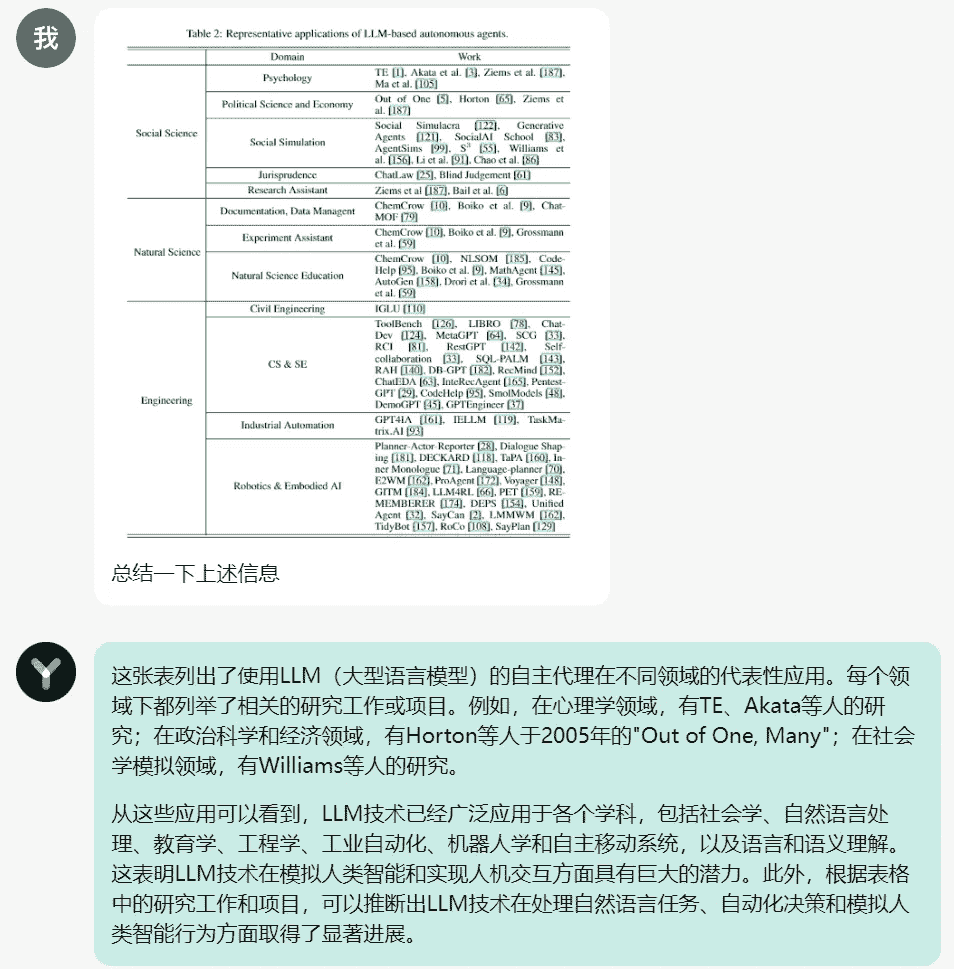 我
Table 2: Representative applications of LLM-based autonomous agents.
Domain Work
Social Science
Psychology
TE [1], Akata et al. [3], Ziems et al. [187],
Ma et al. [105]
Political Science and Economy
Out of One [5], Horton [65], Ziems et
al. [187]
Social Simulation
Social Simulacra [122], Generative
Agents [121], SocialAI School [83],
AgentSims [99], S³ [55], Williams et
al. [156], Li et al. [91], Chao et al. [86]
Jurisprudence
ChatLaw [25], Blind Judgement [61]
Research Assistant
Ziems et al [187], Bail et al. [6]
Natural Science
Documentation, Data Managent
ChemCrow [10], Boiko et al. [9], Chat-
MOF [79]
Experiment Assistant
ChemCrow [10], Boiko et al. [9], Grossmann
et al. [59]
Natural Science Education
ChemCrow [10], NLSOM [185], Code-
Help [95], Boiko et al. [9], MathAgent [145],
AutoGen [158], Drori et al. [34], Grossmann
et al. [59]
Engineering
Civil Engineering
IGLU [110]
CS & SE
ToolBench [126], LIBRO [78], Chat-
Dev [124], MetaGPT [64], SCG [33],
RCI [81], RestGPT [142], Self-
collaboration [33], SQL-PALM [143],
RAH [140], DB-GPT [182], RecMind [152],
ChatEDA [63], InteRecAgent [165], Pentest-
GPT [29], CodeHelp [95], SmolModels [48],
DemoGPT [45], GPTEngineer [37]
Industrial Automation
GPT4IA [161], IELLM [119], TaskMa-
trix.AI [93]
Robotics & Embodied AI
Planner-Actor-Reporter [28], Dialogue Shap-
ing [181], DECKARD [118], TaPA [160], In-
ner Monologue [71], Language-planner [70],
E2WM [162], ProAgent [172], Voyager [148],
GITM [184], LLM4RL [66], PET [159], RE-
MEMBERER [174], DEPS [154], Unified
Agent [32], SayCan [2], LMMWM [162],
TidyBot [157], RoCo [108], SayPlan [129]
总结一下上述信息
这张表列出了使用LLM（大型语言模型）的自主代理在不同领域的代表性应用。每个领
域下都列举了相关的研究工作或项目。例如，在心理学领域，有TE、Akata等人的研
究；在政治科学和经济领域，有Horton等人于2005年的"Out of One, Many"；在社会
学模拟领域，有Williams等人的研究。
从这些应用可以看到，LLM技术已经广泛应用于各个学科，包括社会学、自然语言处
理、教育学、工程学、工业自动化、机器人学和自主移动系统，以及语言和语义理解。
这表明LLM技术在模拟人类智能和实现人机交互方面具有巨大的潜力。此外，根据表格
中的研究工作和项目，可以推断出LLM技术在处理自然语言任务、自动化决策和模拟人
类智能行为方面取得了显著进展。